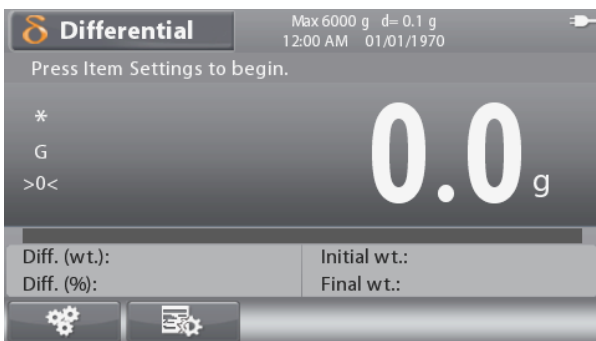 δ Differential
Max 6000 g d= 0.1 g
12:00 AM 01/01/1970
Press Item Settings to begin.
*
G
>0<
0.0 g
Diff. (wt.):
Initial wt.:
Diff. (%):
Final wt.: